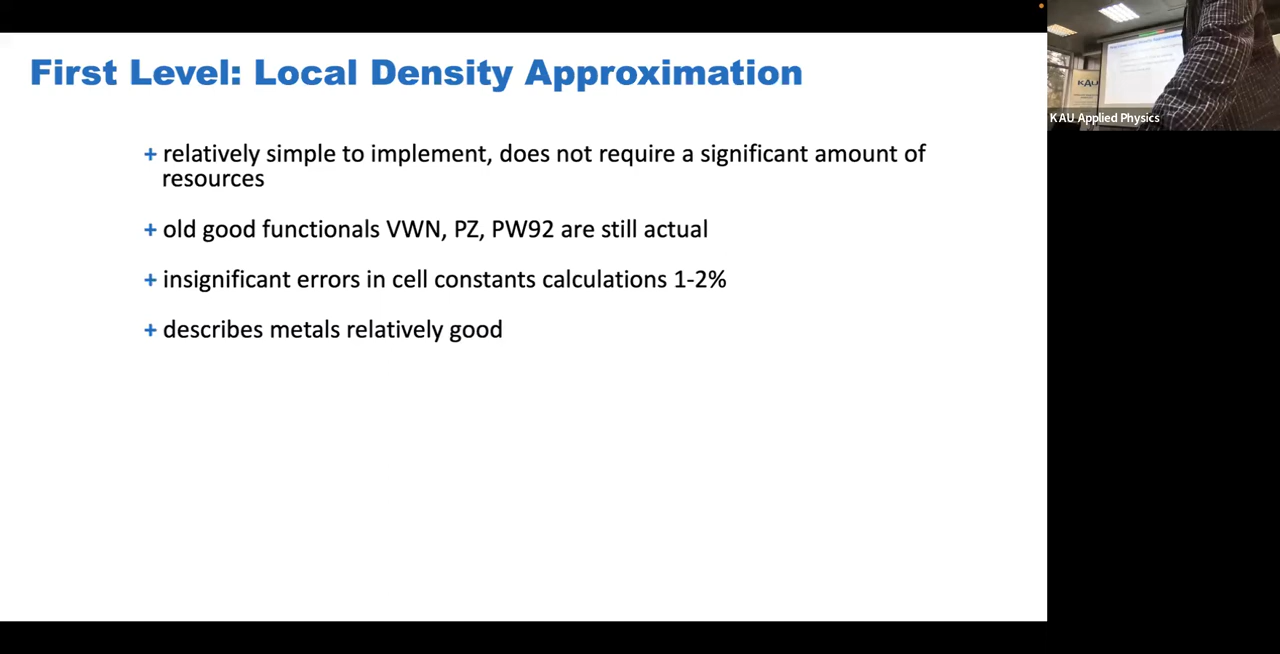 First Level: Local Density Approximation
+ relatively simple to implement, does not require a significant amount of
resources
+ old good functionals VWN, PZ, PW92 are still actual
+ insignificant errors in cell constants calculations 1-2%
+ describes metals relatively good
KAU Applied Physics